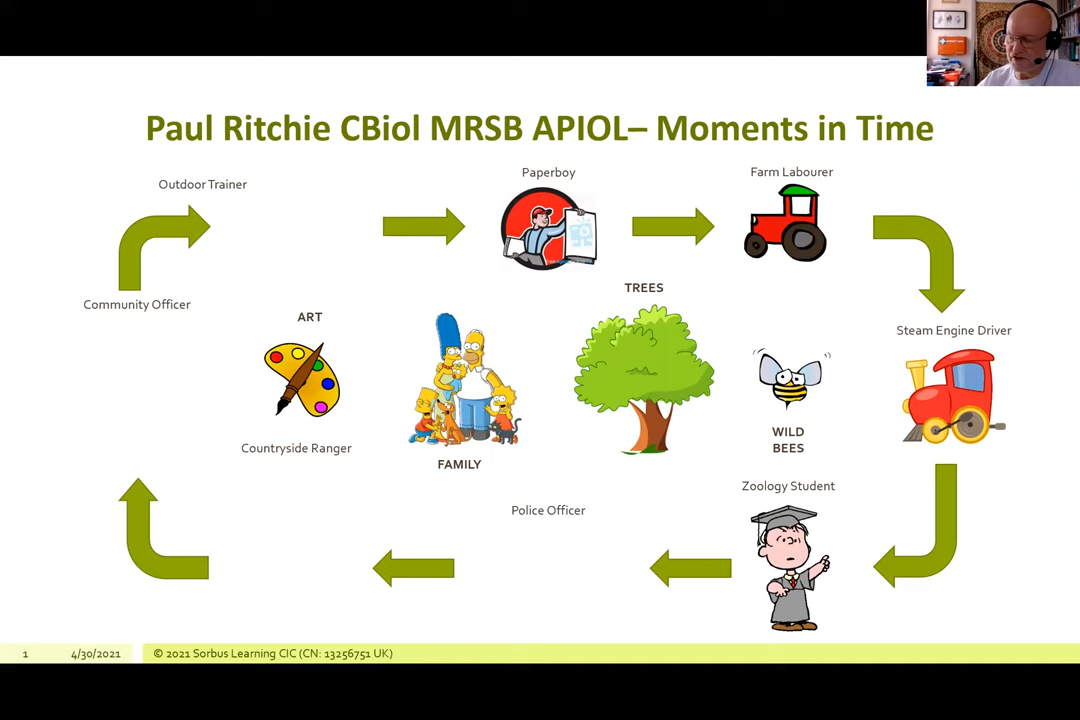 Paul Ritchie CBiol MRSB APIOL– Moments in Time
Outdoor Trainer
Paperboy
Farm Labourer
Community Officer
ART
TREES
Steam Engine Driver
Countryside Ranger
FAMILY
WILD
BEES
Zoology Student
Police Officer
1
4/30/2021
© 2021 Sorbus Learning CIC (CN: 13256751 UK)